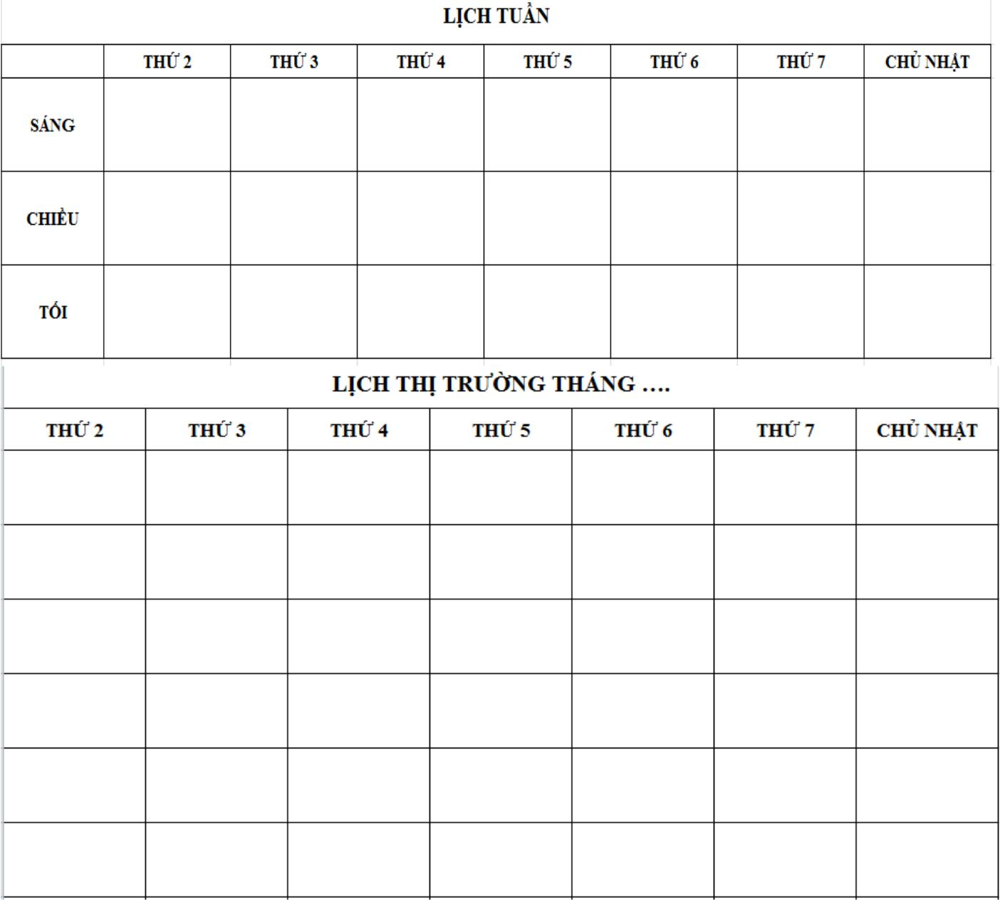 LỊCH TUẦN
THỨ 2 THỨ 3 THỨ 4 THỨ 5 THỨ 6 THỨ 7 CHỦ NHẬT
SÁNG
CHIỀU
TỐI
LỊCH THỊ TRƯỜNG THÁNG ....
THỨ 2 THỨ 3 THỨ 4 THỨ 5 THỨ 6 THỨ 7 CHỦ NHẬT